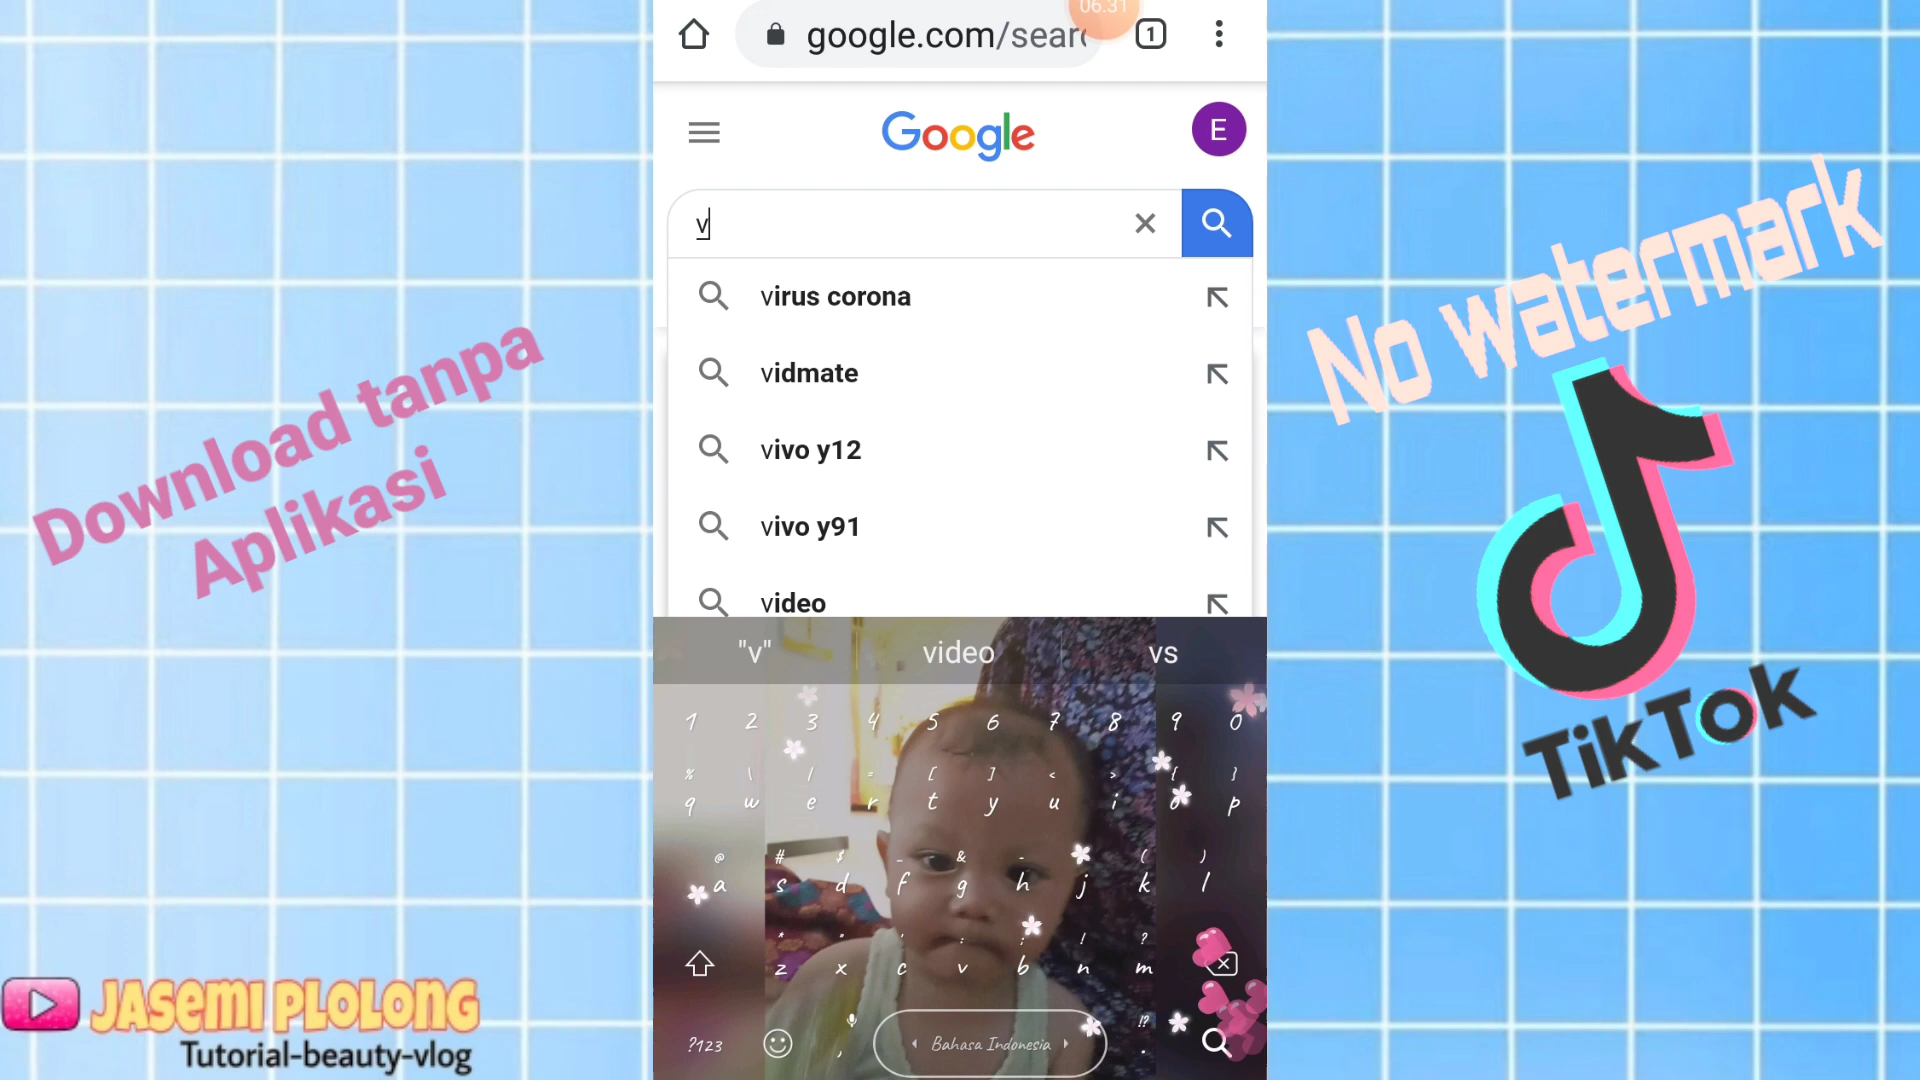 06.31
google.com/sear
1
Google
E
v
virus corona
vidmate
vivo y12
vivo y91
video
"v" video vs
1 2 3 4 5 6 7 8 9 0
% \ / = [ ] < > { }
q w e r t y u i o p
@ # $ _ & - ( )
a s d f g h j k l
* " ' : ; ! ?
z x c v b n m
?123 , Bahasa Indonesia !? .
Download tanpa
Aplikasi
No watermark
TikTok
JASEMI PLOLONG
Tutorial-beauty-vlog